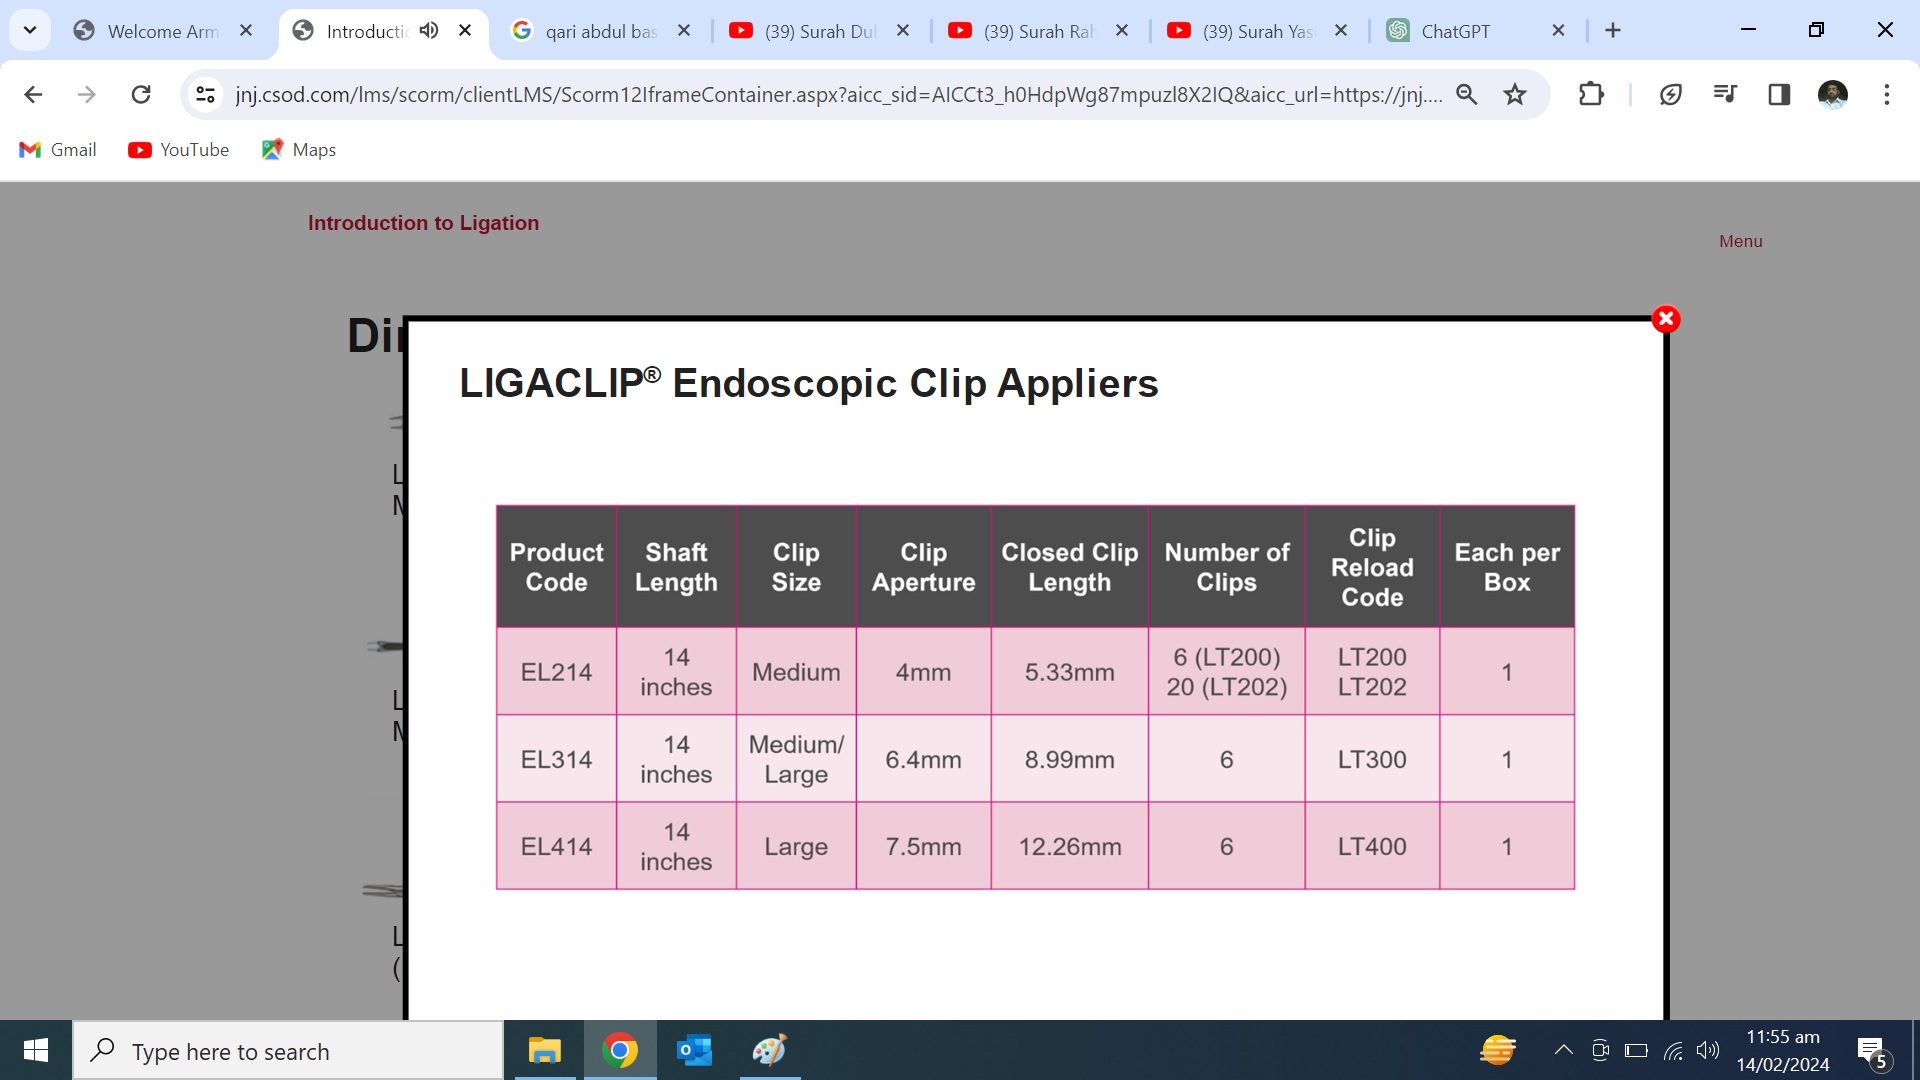 Welcome Arm
Introductio
qari abdul bas
(39) Surah Dul
(39) Surah Rah
(39) Surah Yas
ChatGPT
jnj.csod.com/lms/scorm/clientLMS/Scorm12IframeContainer.aspx?aicc_sid=AICCt3_h0HdpWg87mpuzl8X2IQ&aicc_url=https://jnj....
Gmail YouTube Maps
Introduction to Ligation
Menu
Di
LIGACLIP® Endoscopic Clip Appliers
Product Code Shaft Length Clip Size Clip Aperture Closed Clip Length Number of Clips Clip Reload Code Each per Box
EL214 14 inches Medium 4mm 5.33mm 6 (LT200) 20 (LT202) LT200 LT202 1
EL314 14 inches Medium/ Large 6.4mm 8.99mm 6 LT300 1
EL414 14 inches Large 7.5mm 12.26mm 6 LT400 1
L
M
L
M
L
(
Type here to search
11:55 am
14/02/2024
5